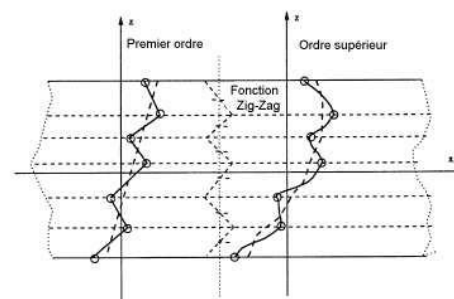 z
z
Premier ordre
Ordre supérieur
Fonction
Zig-Zag
x